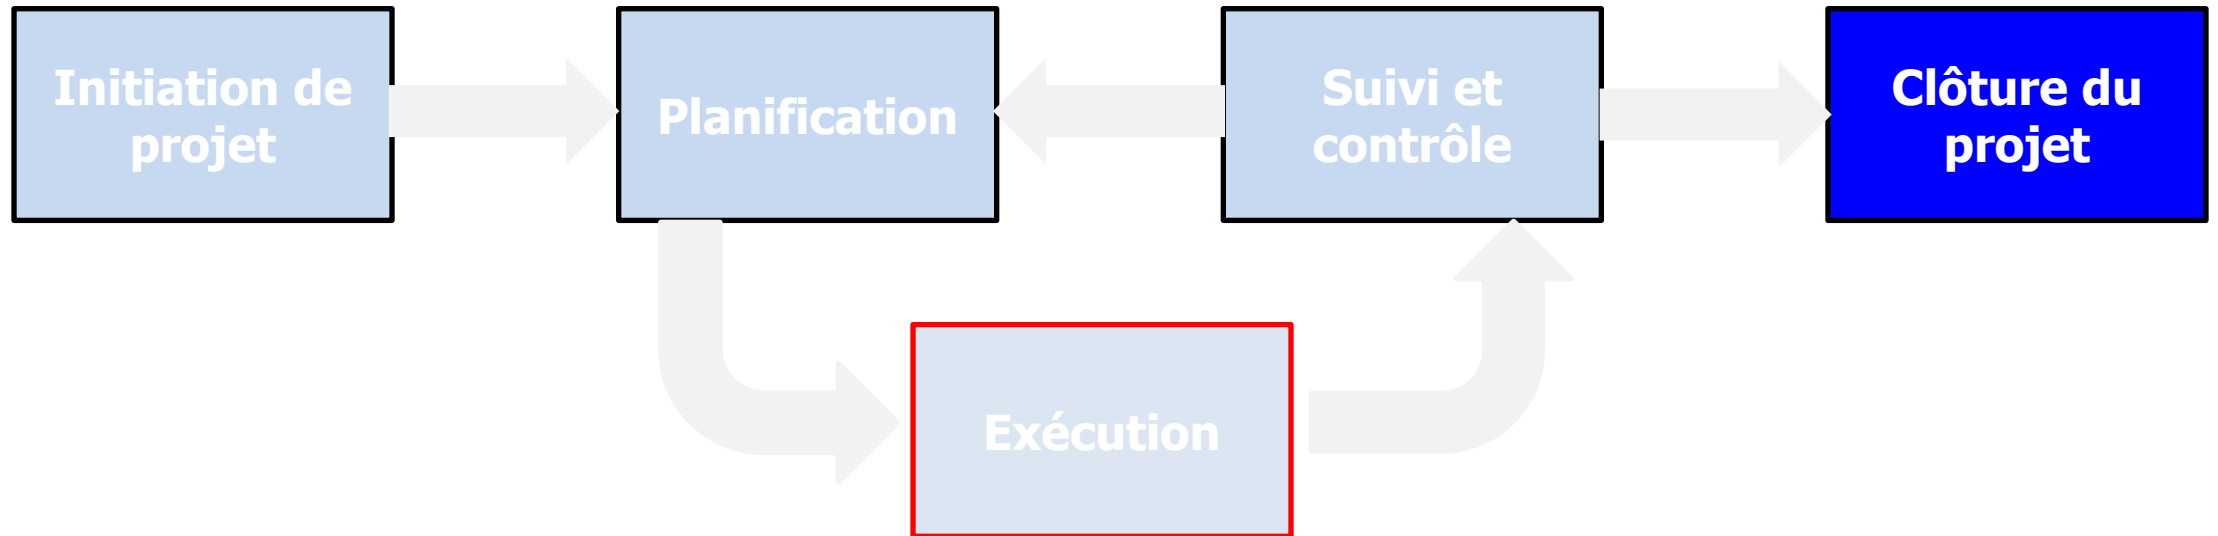 Initiation de
projet
Planification
Suivi et
contrôle
Clôture du
projet
Exécution